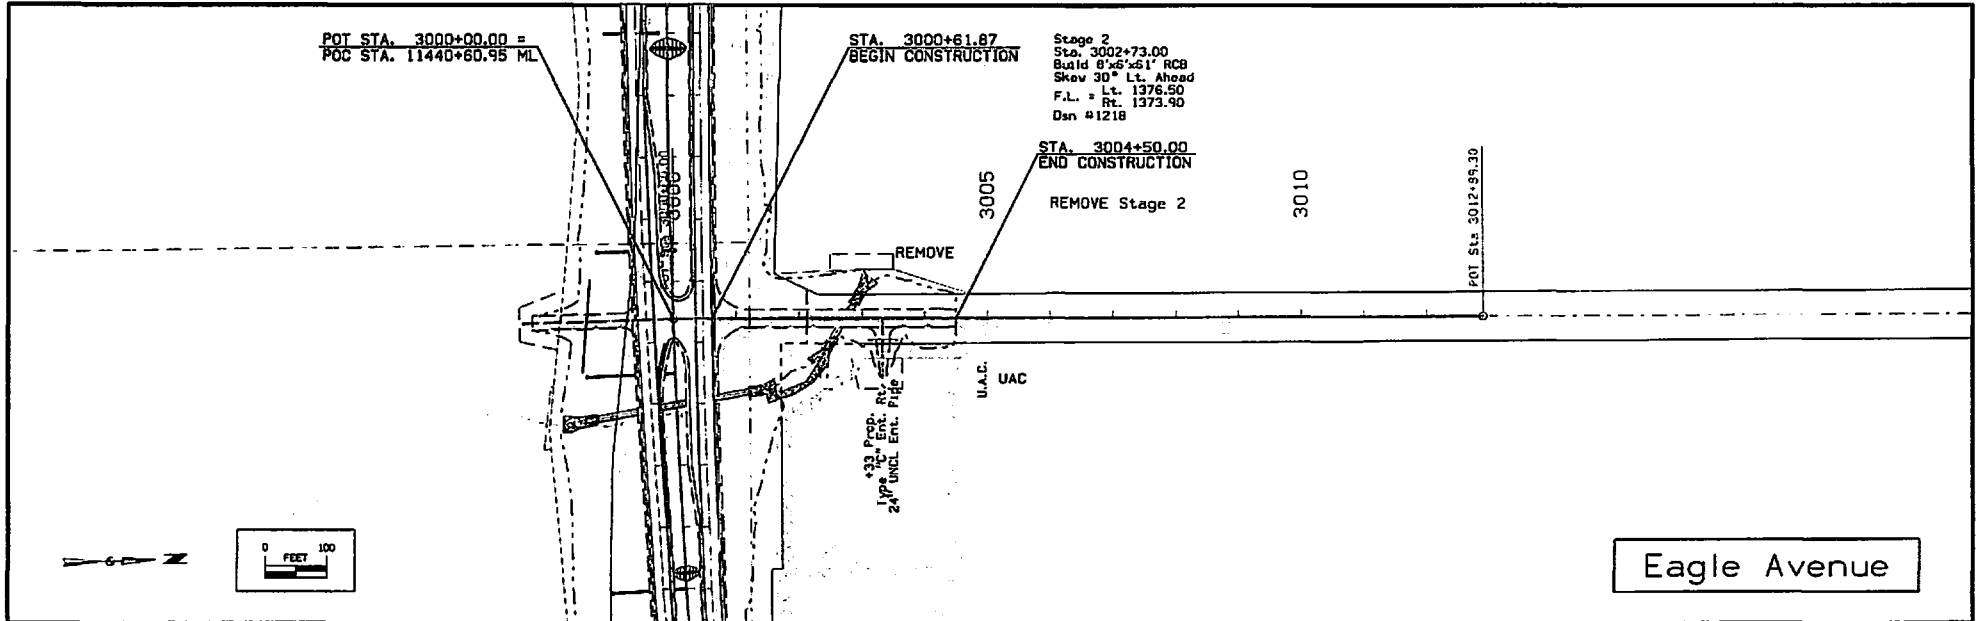 POT STA. 3000+00.00 =
POC STA. 11440+60.95 ML
STA. 3000+61.87
BEGIN CONSTRUCTION
Stage 2
Sta. 3002+73.00
Build 8'x6'x61' RCB
Skew 30° Lt. Ahead
F.L. = Lt. 1376.50
Rt. 1373.90
Dsn #1218
STA. 3004+50.00
END CONSTRUCTION
REMOVE Stage 2
3000
3005
3010
POT Sta 3012+89.30
REMOVE
U.A.C.
UAC
+33 Prop.
Type "C" Ent. Rt.
24" UNCL Ent. Pipe
N
0 FEET 100
Eagle Avenue